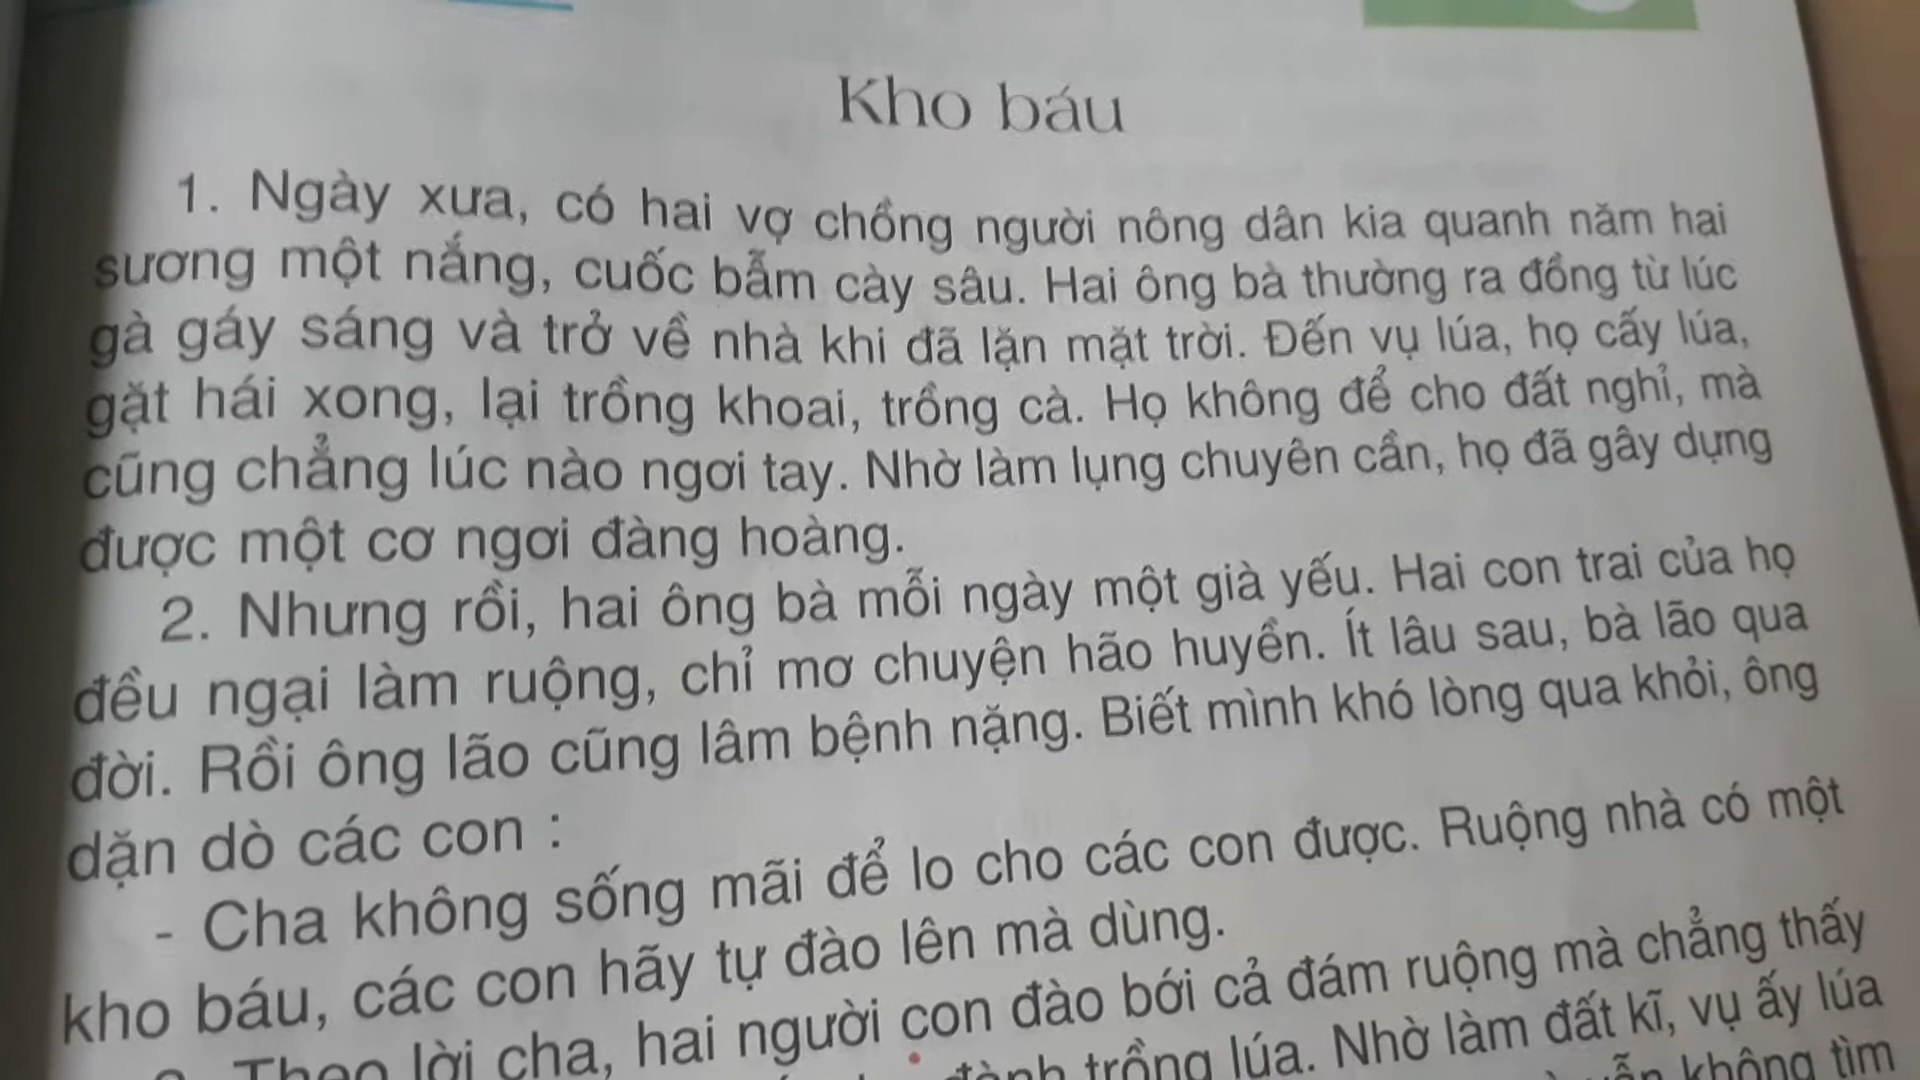 Kho báu
1. Ngày xưa, có hai vợ chồng người nông dân kia quanh năm hai
sương một nắng, cuốc bẫm cày sâu. Hai ông bà thường ra đồng từ lúc
gà gáy sáng và trở về nhà khi đã lặn mặt trời. Đến vụ lúa, họ cấy lúa,
gặt hái xong, lại trồng khoai, trồng cà. Họ không để cho đất nghỉ, mà
cũng chẳng lúc nào ngơi tay. Nhờ làm lụng chuyên cần, họ đã gây dựng
được một cơ ngơi đàng hoàng.
2. Nhưng rồi, hai ông bà mỗi ngày một già yếu. Hai con trai của họ
đều ngại làm ruộng, chỉ mơ chuyện hão huyền. Ít lâu sau, bà lão qua
đời. Rồi ông lão cũng lâm bệnh nặng. Biết mình khó lòng qua khỏi, ông
dặn dò các con :
- Cha không sống mãi để lo cho các con được. Ruộng nhà có một
kho báu, các con hãy tự đào lên mà dùng.
Theo lời cha, hai người con đào bới cả đám ruộng mà chẳng thấy
đành trồng lúa. Nhờ làm đất kĩ, vụ ấy lúa
vẫn không tìm